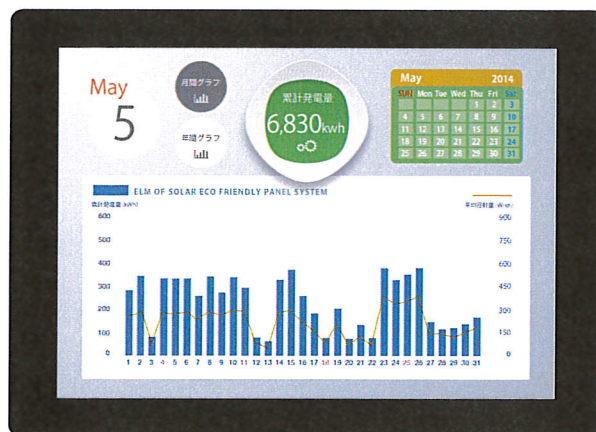 May
5
月間グラフ
年間グラフ
累計発電量
6,830kwh
May 2014
SUN Mon Tue Wed Thu Fri Sat
1 2 3
4 5 6 7 8 9 10
11 12 13 14 15 16 17
18 19 20 21 22 23 24
25 26 27 28 29 30 31
ELM OF SOLAR ECO FRIENDLY PANEL SYSTEM
600
500
400
300
200
100
0
900
750
600
450
300
150
0
1 2 3 4 5 6 7 8 9 10 11 12 13 14 15 16 17 18 19 20 21 22 23 24 25 26 27 28 29 30 31